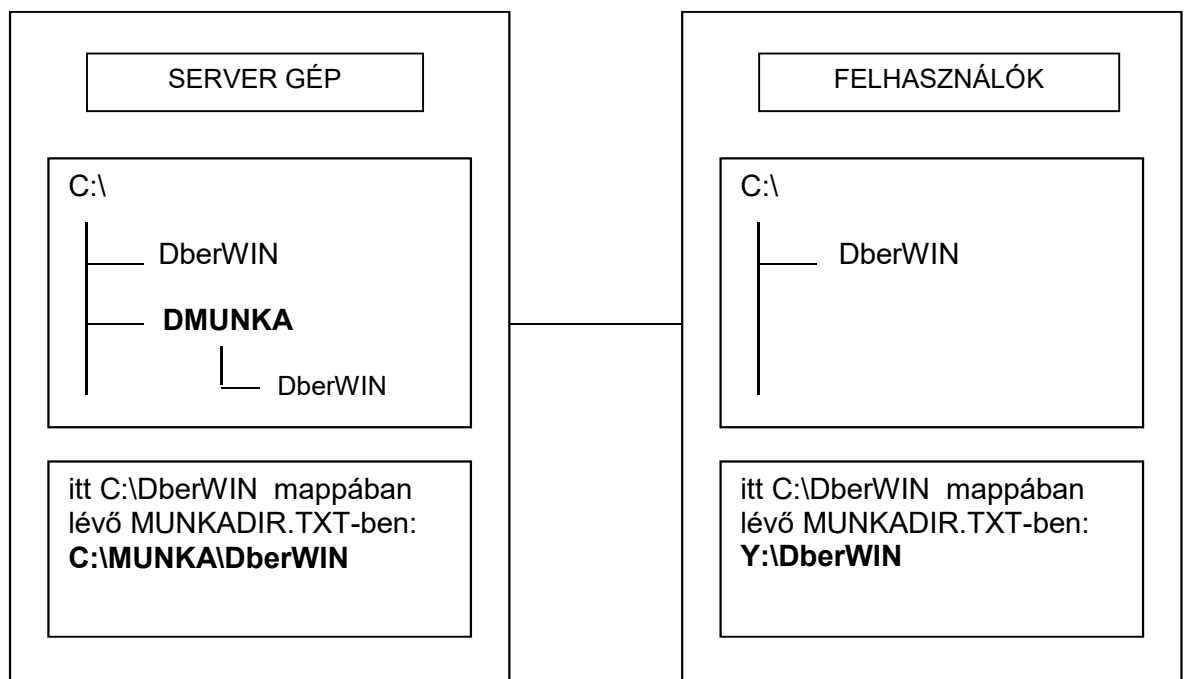 SERVER GÉP
C:\
DberWIN
DMUNKA
DberWIN
itt C:\DberWIN mappában
lévő MUNKADIR.TXT-ben:
C:\MUNKA\DberWIN
FELHASZNÁLÓK
C:\
DberWIN
itt C:\DberWIN mappában
lévő MUNKADIR.TXT-ben:
Y:\DberWIN